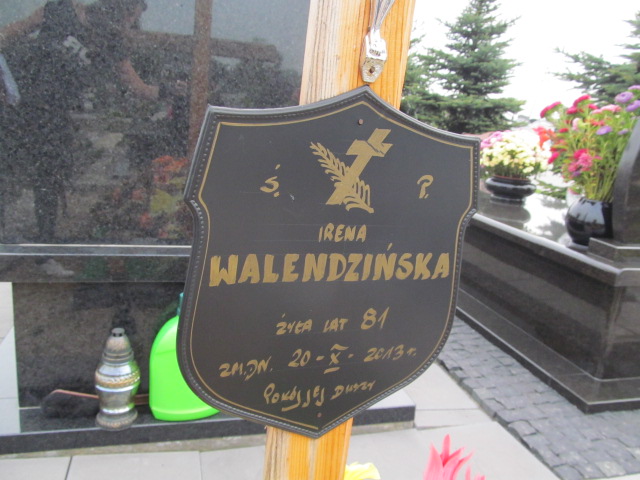 Ś. P.
IRENA
WALENDZIŃSKA
ŻYŁA LAT 81
ZM. DN. 20-X-2013 r.
Pokój Jej Duszy